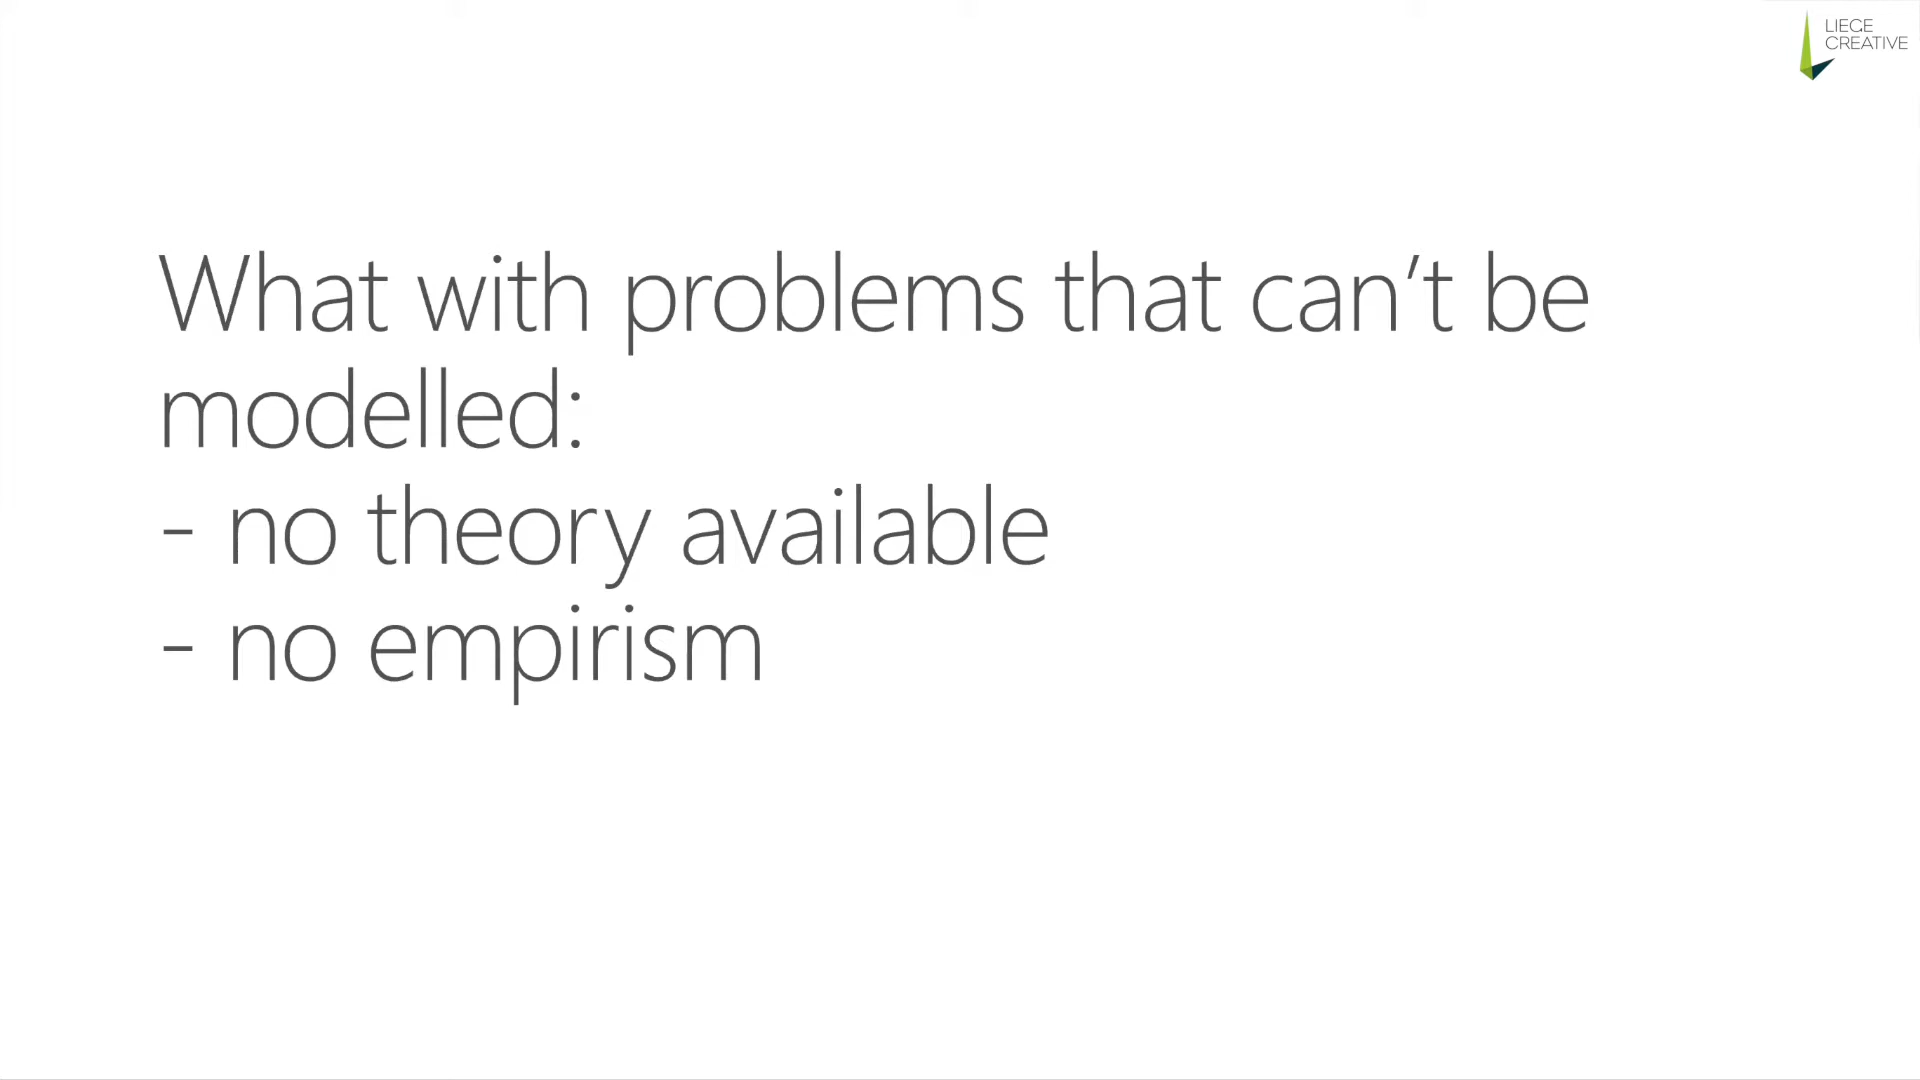 LIEGE
CREATIVE
What with problems that can’t be
modelled:
- no theory available
- no empirism